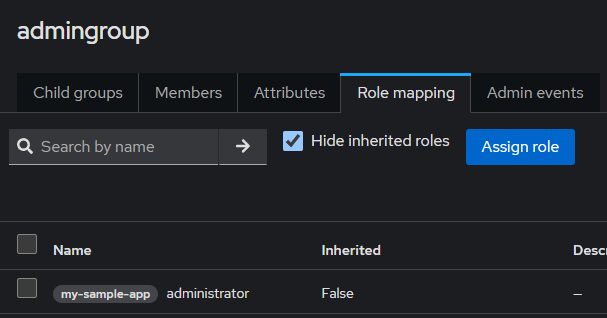 admingroup
Child groups Members Attributes Role mapping Admin events
Search by name Hide inherited roles Assign role
Name Inherited Descr
my-sample-app administrator False –